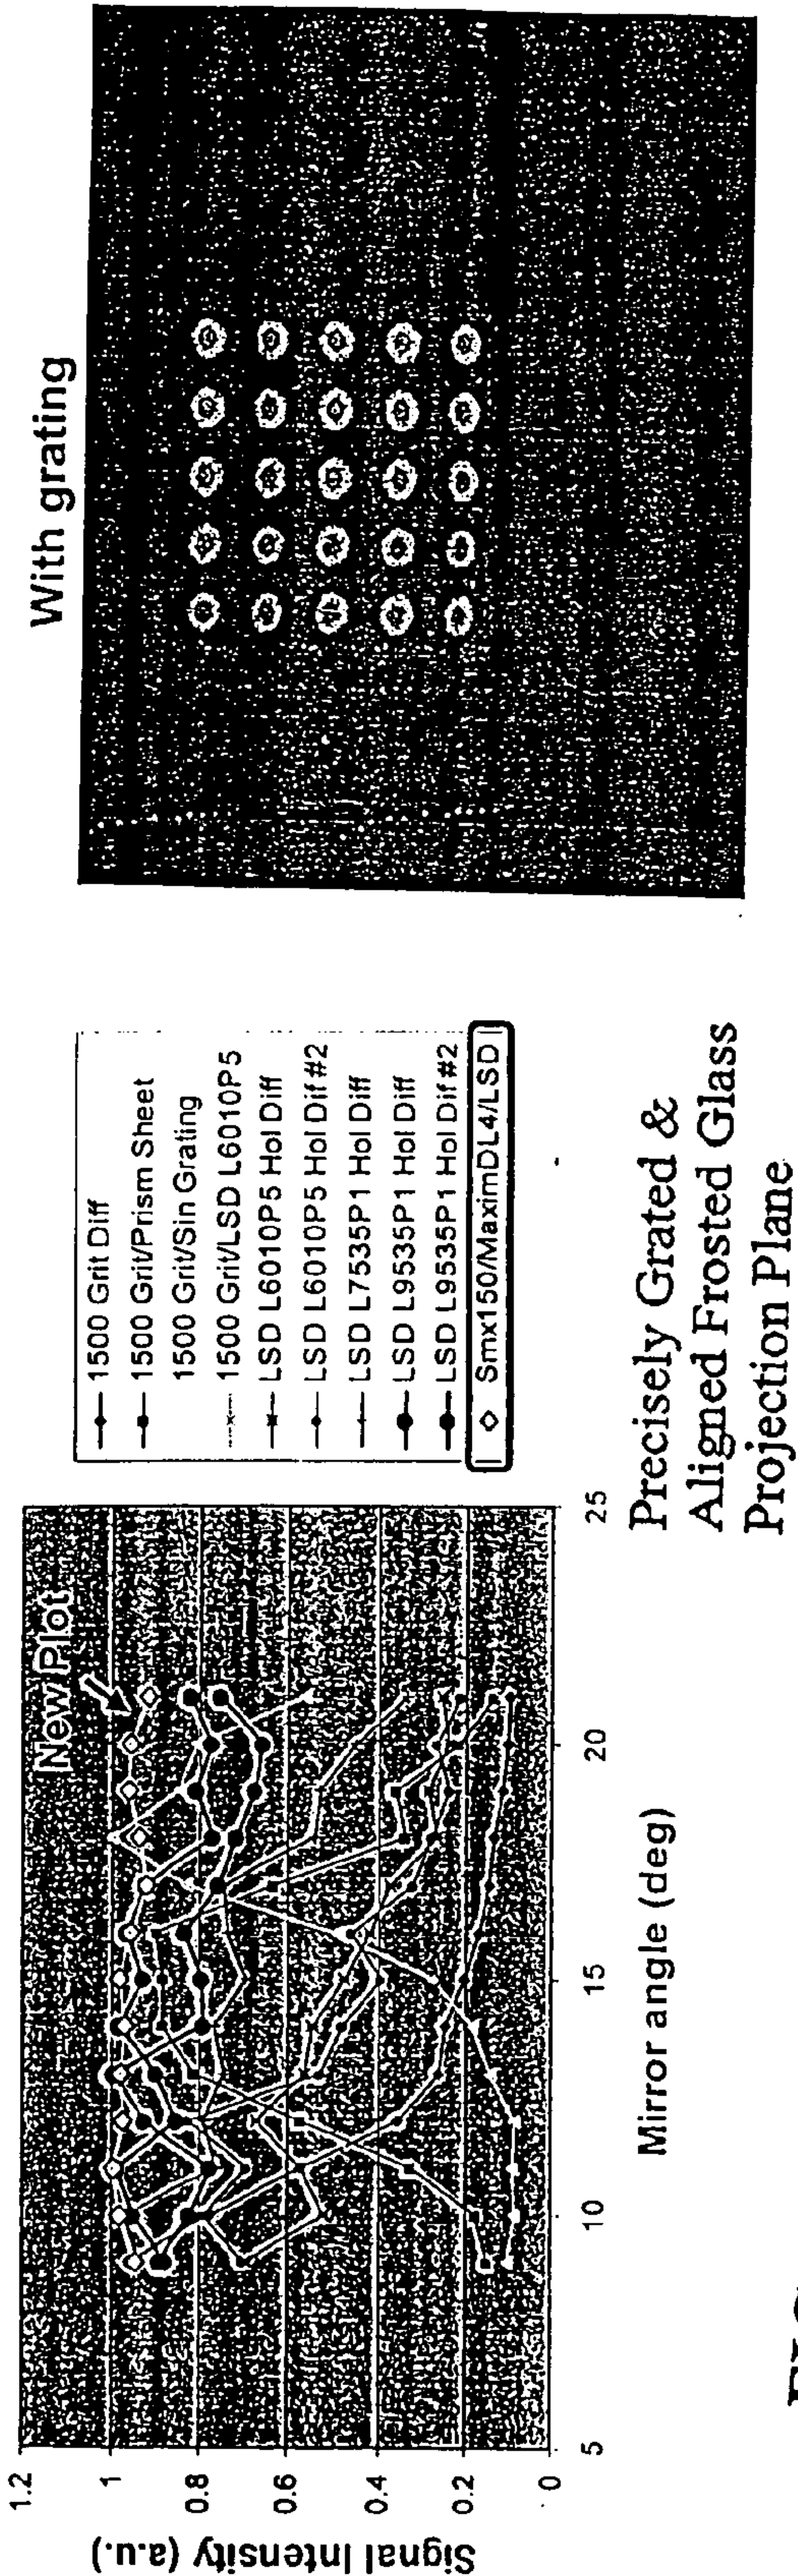 With grating
1500 Grit Diff
1500 Grit/Prism Sheet
1500 Grit/Sin Grating
1500 Grit/LSD L6010P5
LSD L6010P5 Hol Diff
LSD L6010P5 Hol Dif #2
LSD L7535P1 Hol Diff
LSD L9535P1 Hol Diff
LSD L9535P1 Hol Dif #2
Smx150/MaximDL4/LSD
New Plot
Signal Intensity (a.u.)
1.2
1
0.8
0.6
0.4
0.2
0
5
10
15
20
25
Mirror angle (deg)
Precisely Grated &
Aligned Frosted Glass
Projection Plane